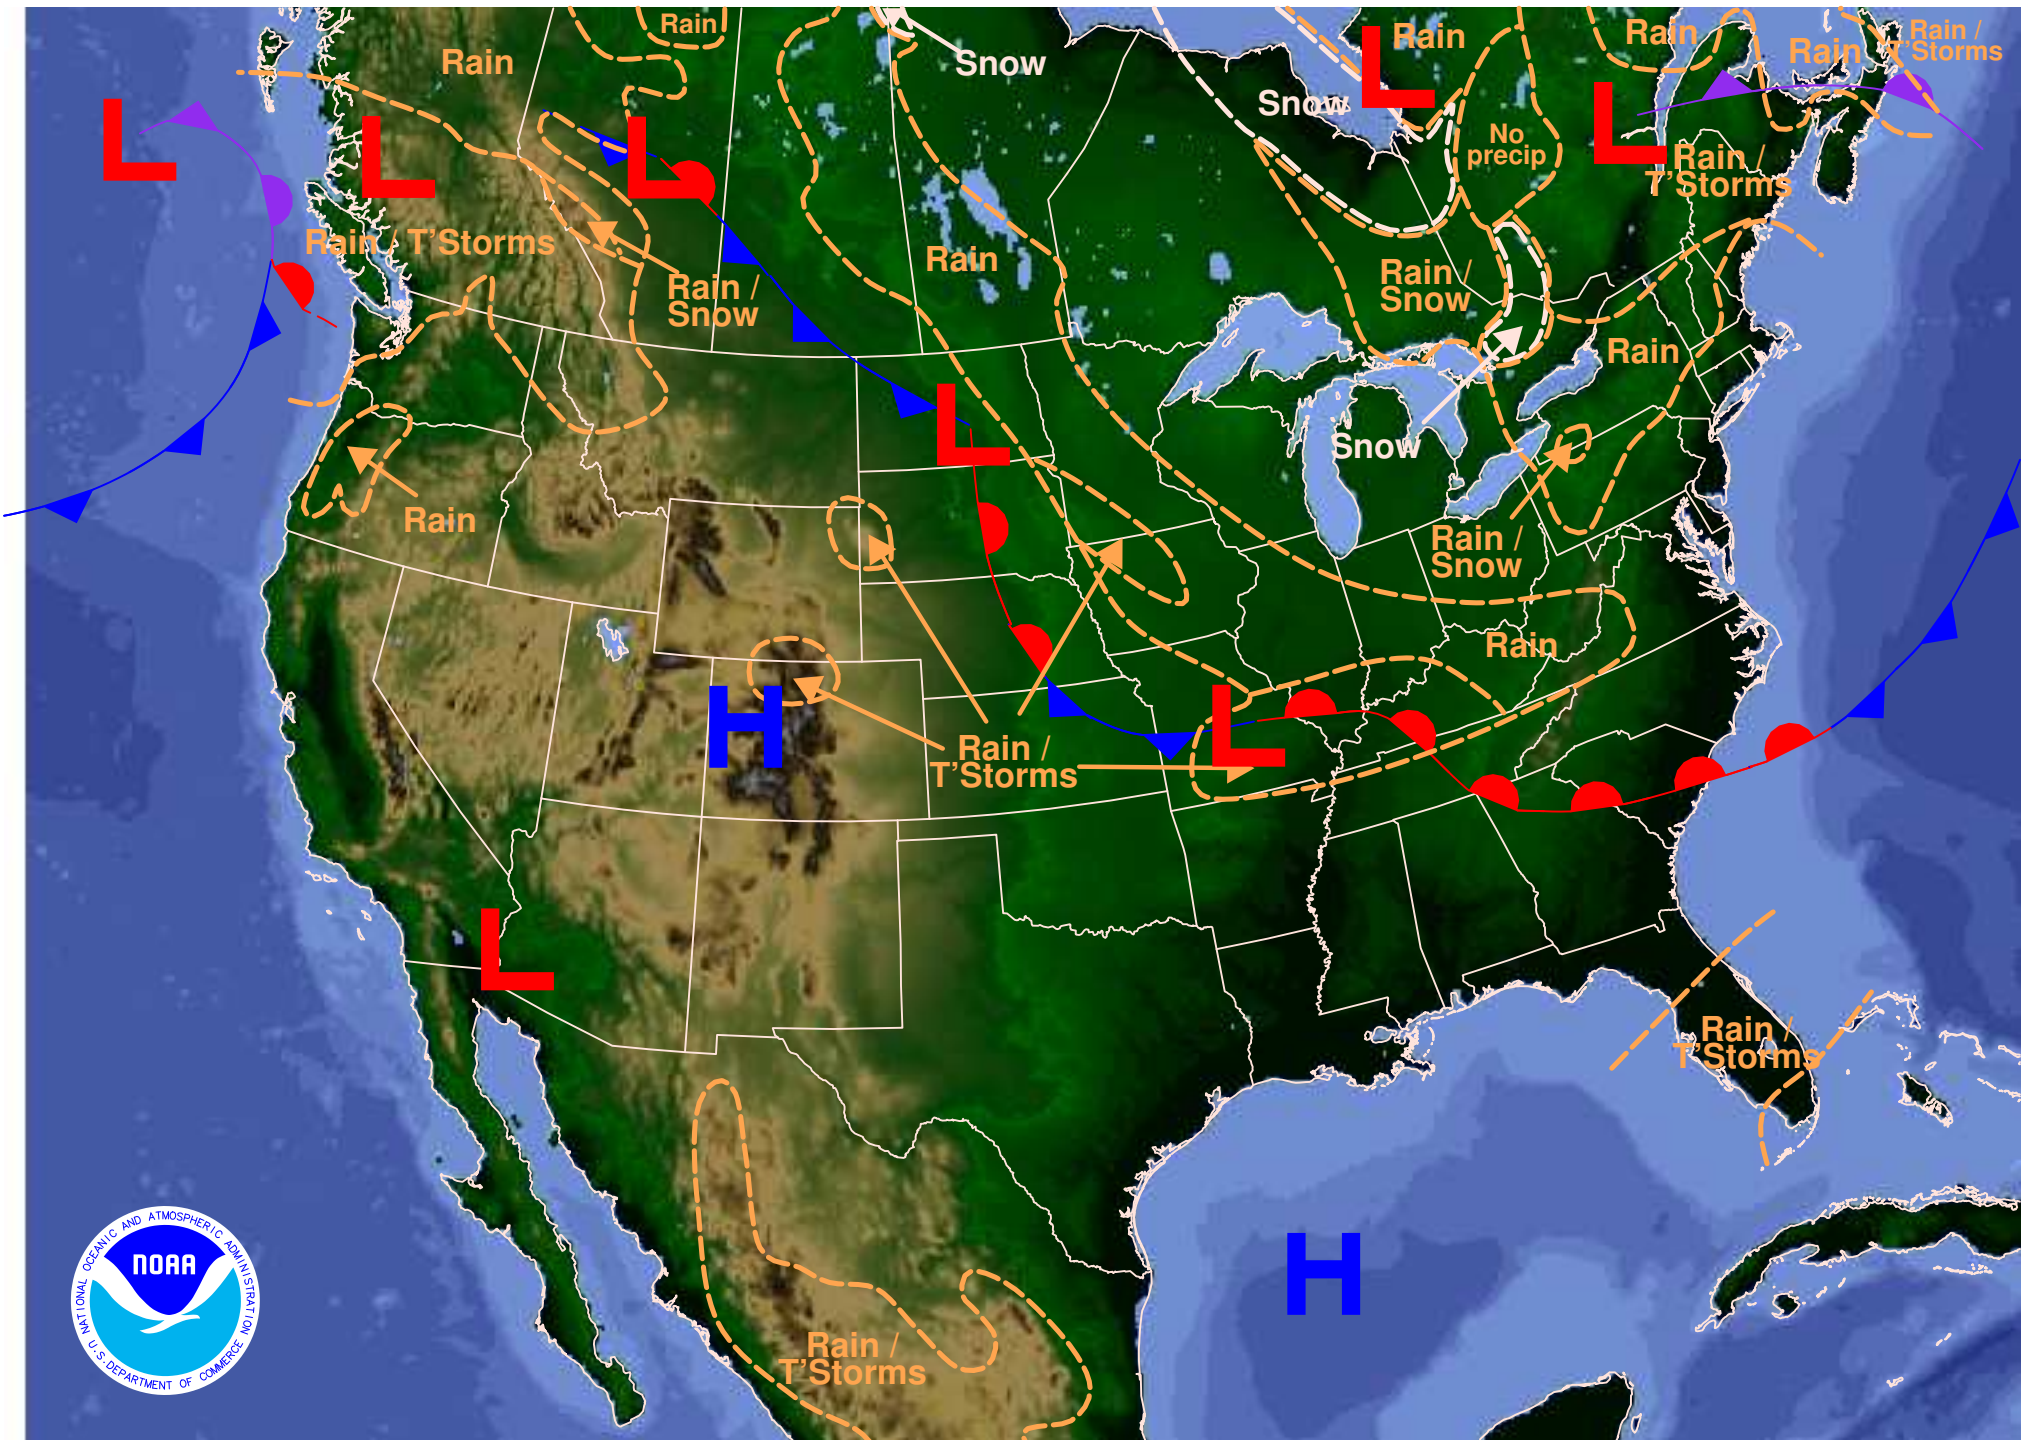 Rain
Rain
Snow
Rain
Rain
Rain
Rain /
T'Storms
L
L
L
L
L
Snow
No
precip
Rain /
T'Storms
Rain / T'Storms
Rain
Rain /
Snow
Rain /
Snow
Rain
L
Snow
Rain
Rain /
Snow
Rain
H
L
Rain /
T'Storms
L
Rain /
T'Storms
H
Rain /
T'Storms
NATIONAL OCEANIC AND ATMOSPHERIC ADMINISTRATION
NOAA
U.S. DEPARTMENT OF COMMERCE